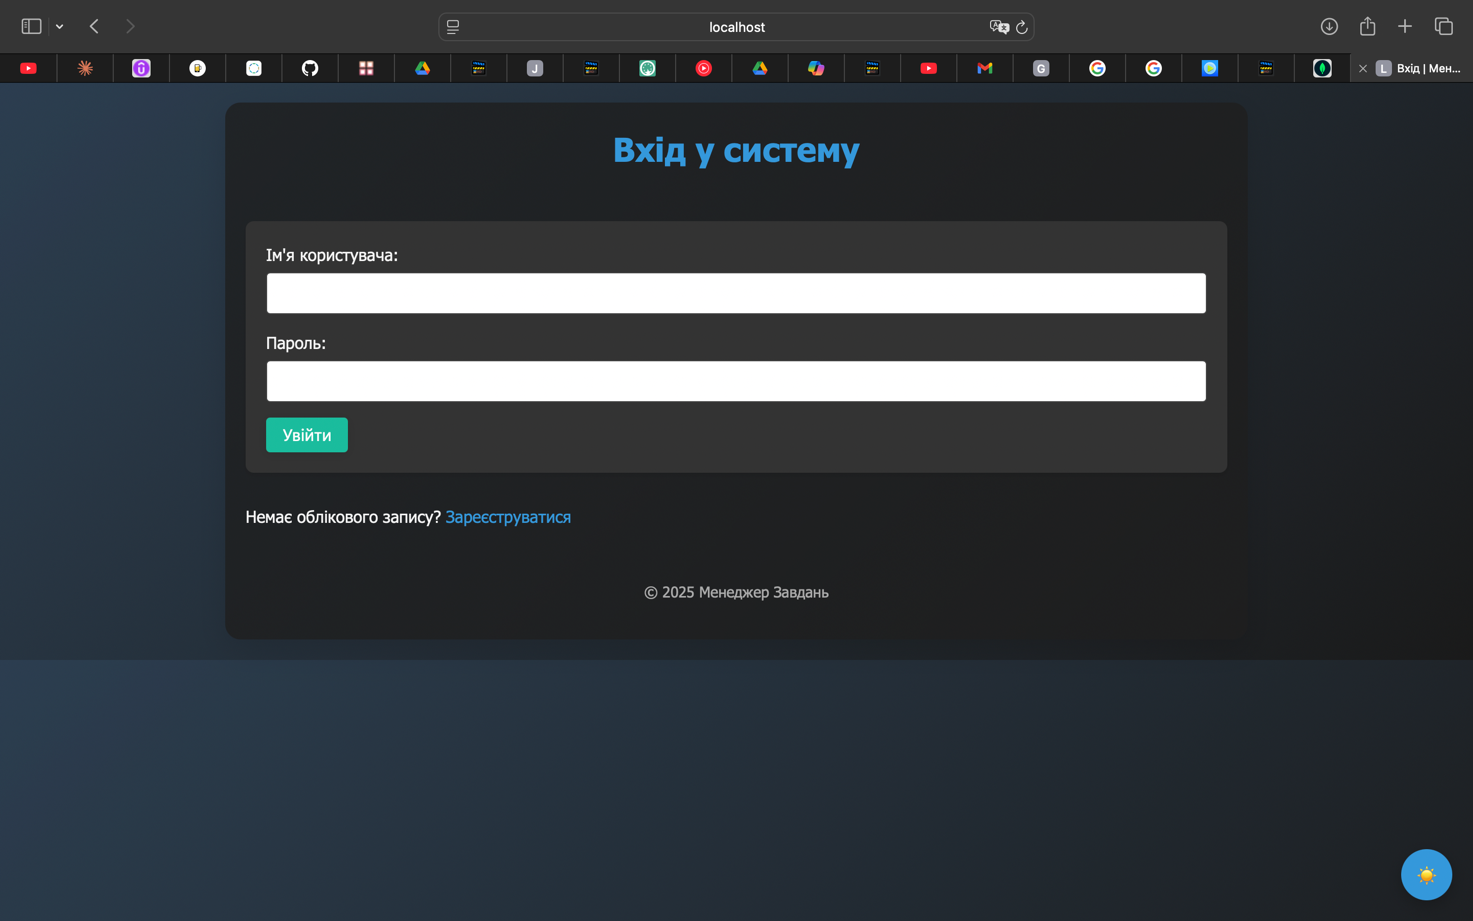 localhost
J
G
L Вхід | Мен...
Вхід у систему
Ім'я користувача:
Пароль:
Увійти
Немає облікового запису? Зареєструватися
© 2025 Менеджер Завдань